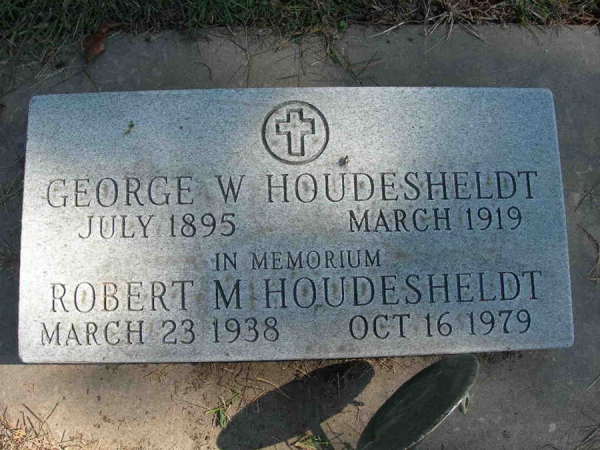 GEORGE W HOUDESHELDT
JULY 1895 MARCH 1919
IN MEMORIUM
ROBERT M HOUDESHELDT
MARCH 23 1938 OCT 16 1979